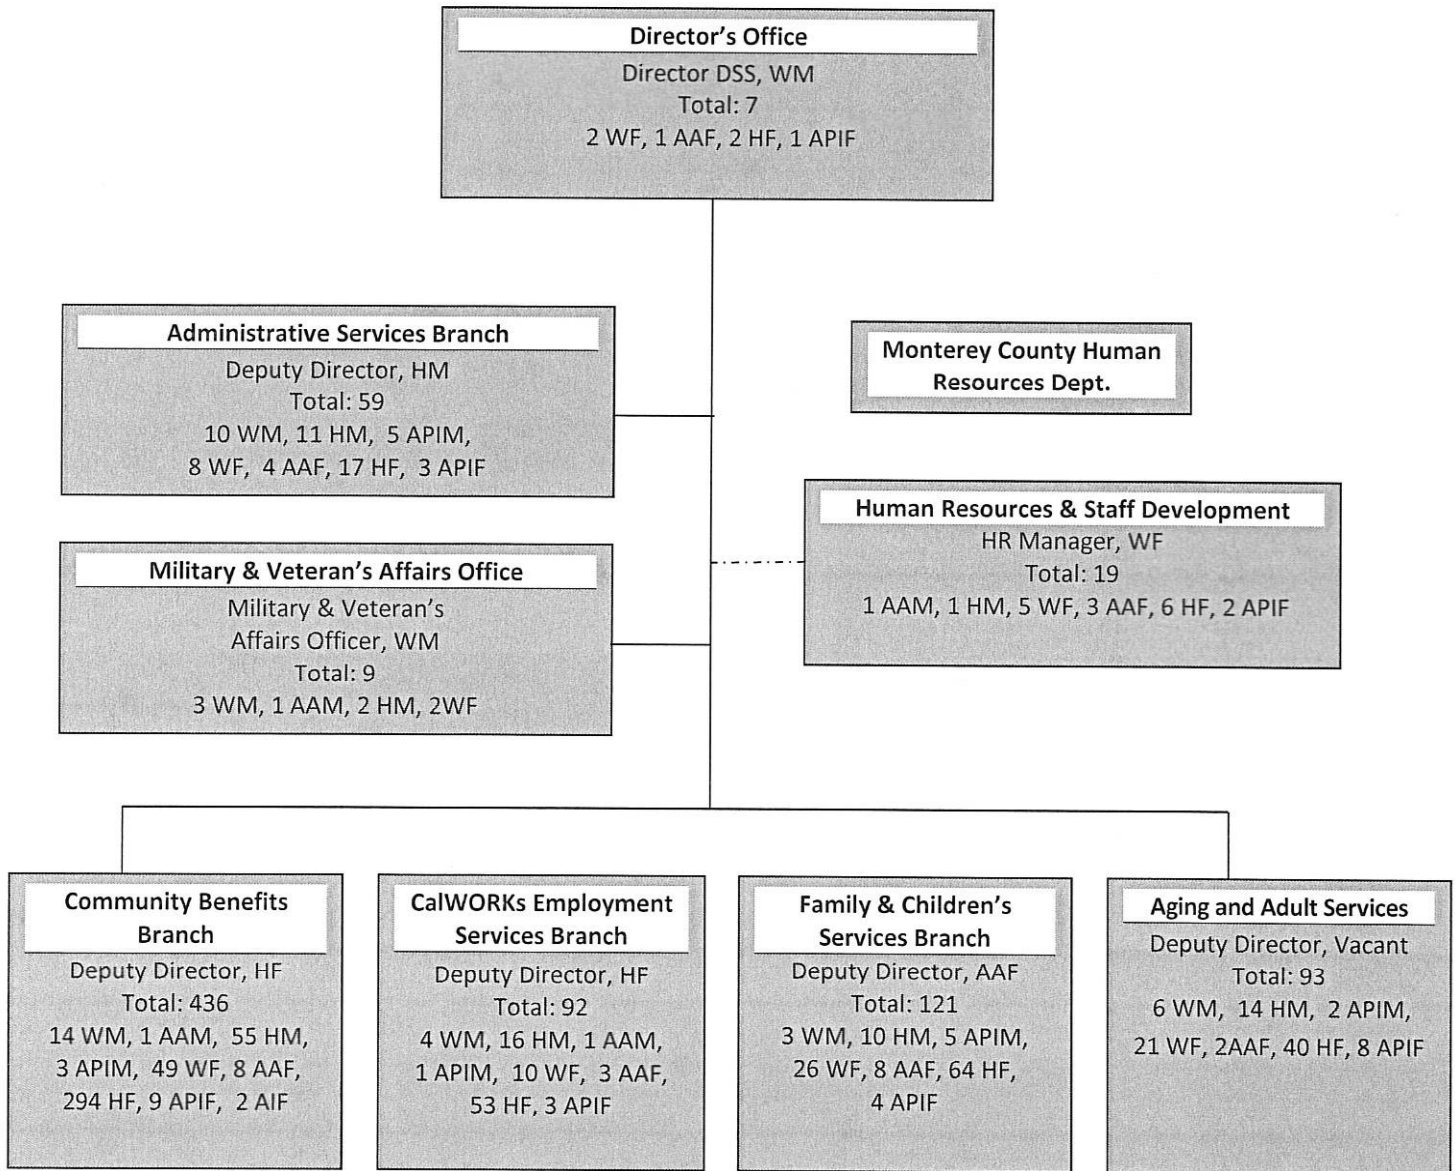 Director's Office
Director DSS, WM
Total: 7
2 WF, 1 AAF, 2 HF, 1 APIF
Administrative Services Branch
Deputy Director, HM
Total: 59
10 WM, 11 HM, 5 APIM,
8 WF, 4 AAF, 17 HF, 3 APIF
Monterey County Human
Resources Dept.
Human Resources & Staff Development
HR Manager, WF
Total: 19
1 AAM, 1 HM, 5 WF, 3 AAF, 6 HF, 2 APIF
Military & Veteran's Affairs Office
Military & Veteran's
Affairs Officer, WM
Total: 9
3 WM, 1 AAM, 2 HM, 2WF
Community Benefits
Branch
Deputy Director, HF
Total: 436
14 WM, 1 AAM, 55 HM,
3 APIM, 49 WF, 8 AAF,
294 HF, 9 APIF, 2 AIF
CalWORKs Employment
Services Branch
Deputy Director, HF
Total: 92
4 WM, 16 HM, 1 AAM,
1 APIM, 10 WF, 3 AAF,
53 HF, 3 APIF
Family & Children's
Services Branch
Deputy Director, AAF
Total: 121
3 WM, 10 HM, 5 APIM,
26 WF, 8 AAF, 64 HF,
4 APIF
Aging and Adult Services
Deputy Director, Vacant
Total: 93
6 WM, 14 HM, 2 APIM,
21 WF, 2AAF, 40 HF, 8 APIF